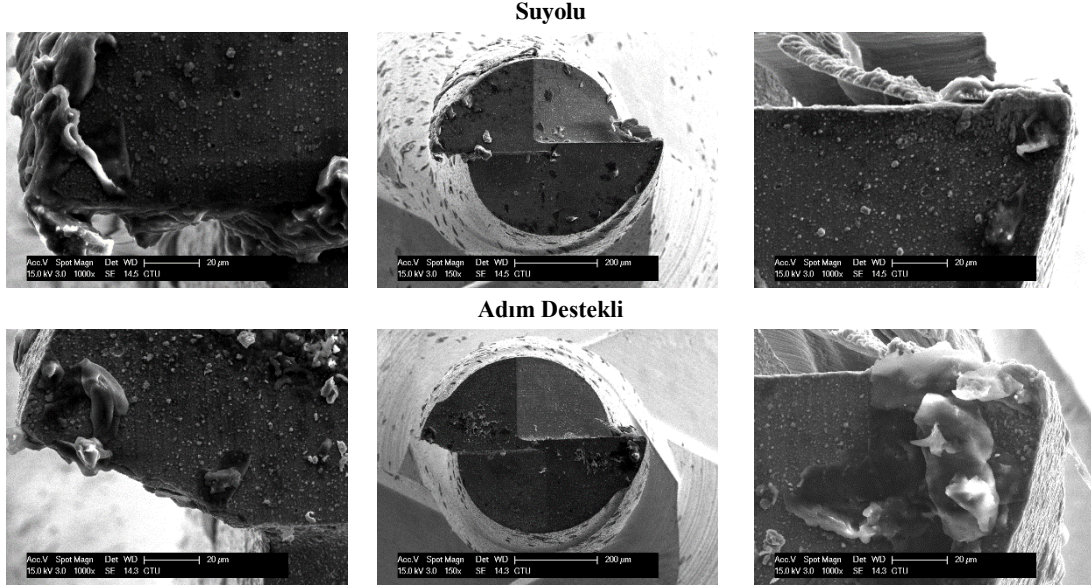 Suyolu
Acc.V Spot Magn Det WD 20 µm
15.0 kV 3.0 1000x SE 14.5 GTU
Acc.V Spot Magn Det WD 200 µm
15.0 kV 3.0 150x SE 14.5 GTU
Acc.V Spot Magn Det WD 20 µm
15.0 kV 3.0 1000x SE 14.5 GTU
Adım Destekli
Acc.V Spot Magn Det WD 20 µm
15.0 kV 3.0 1000x SE 14.3 GTU
Acc.V Spot Magn Det WD 200 µm
15.0 kV 3.0 150x SE 14.3 GTU
Acc.V Spot Magn Det WD 20 µm
15.0 kV 3.0 1000x SE 14.3 GTU